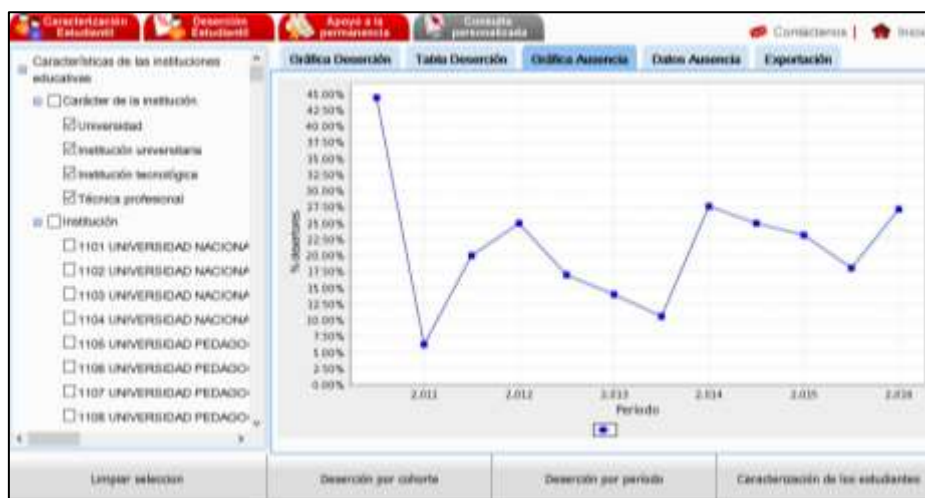 Caracterización
Estudiantil
Deserción
Estudiantil
Apoyo a la
permanencia
Consulta
personalizada
Contáctenos |
Inicio
Características de las instituciones
educativas
Carácter de la institución
Universidad
Institución universitaria
Institución tecnológica
Técnica profesional
Institución
1101 UNIVERSIDAD NACIONA
1102 UNIVERSIDAD NACIONA
1103 UNIVERSIDAD NACIONA
1104 UNIVERSIDAD NACIONA
1105 UNIVERSIDAD PEDAGO
1106 UNIVERSIDAD PEDAGO
1107 UNIVERSIDAD PEDAGO
1108 UNIVERSIDAD PEDAGO
Gráfica Deserción
Tabla Deserción
Gráfica Ausencia
Datos Ausencia
Exportación
% desertores
45.00%
42.50%
40.00%
37.50%
35.00%
32.50%
30.00%
27.50%
25.00%
22.50%
20.00%
17.50%
15.00%
12.50%
10.00%
7.50%
5.00%
2.50%
0.00%
2.011
2.012
2.013
2.014
2.015
2.016
Período
Limpiar seleccion
Deserción por cohorte
Deserción por período
Caracterización de los estudiantes